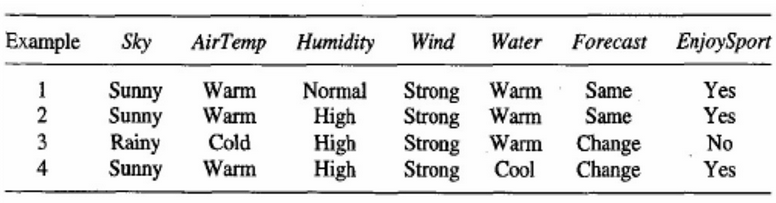 Example Sky AirTemp Humidity Wind Water Forecast EnjoySport
1 Sunny Warm Normal Strong Warm Same Yes
2 Sunny Warm High Strong Warm Same Yes
3 Rainy Cold High Strong Warm Change No
4 Sunny Warm High Strong Cool Change Yes